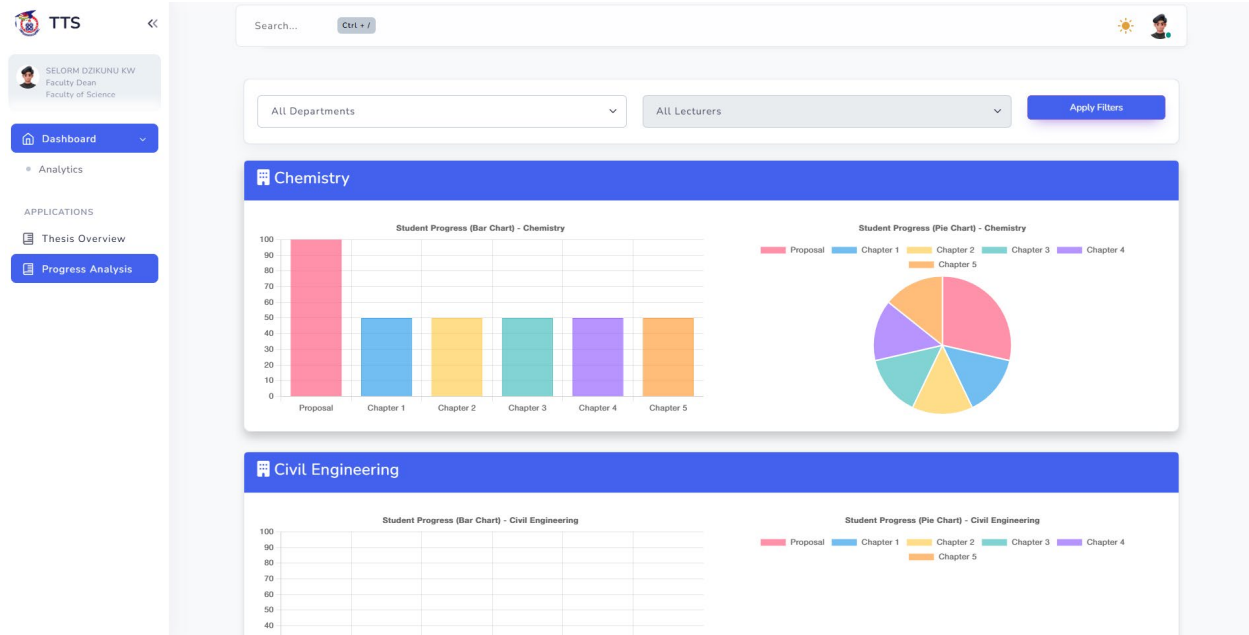 TTS
SELORM DZIKUNU KW
Faculty Dean
Faculty of Science
Dashboard
Analytics
APPLICATIONS
Thesis Overview
Progress Analysis
Search... Ctrl + /
All Departments All Lecturers Apply Filters
Chemistry
Student Progress (Bar Chart) - Chemistry
100
90
80
70
60
50
40
30
20
10
0
Proposal Chapter 1 Chapter 2 Chapter 3 Chapter 4 Chapter 5
Student Progress (Pie Chart) - Chemistry
Proposal Chapter 1 Chapter 2 Chapter 3 Chapter 4
Chapter 5
Civil Engineering
Student Progress (Bar Chart) - Civil Engineering
100
90
80
70
60
50
40
Student Progress (Pie Chart) - Civil Engineering
Proposal Chapter 1 Chapter 2 Chapter 3 Chapter 4
Chapter 5